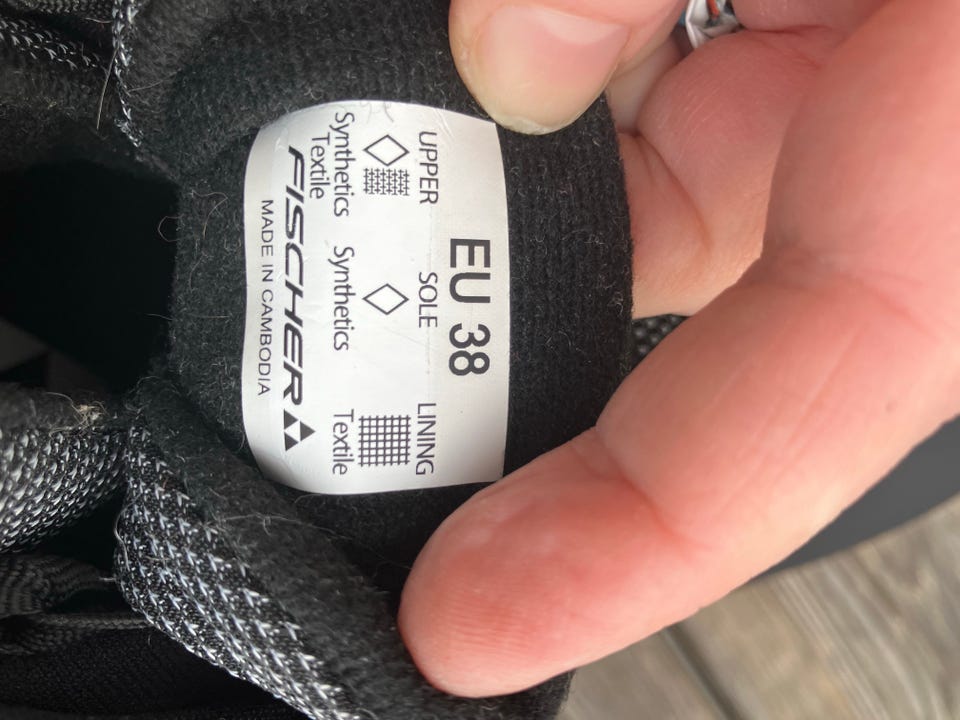 EU 38
UPPER SOLE LINING
Synthetics Synthetics Textile
Textile
FISCHER
MADE IN CAMBODIA